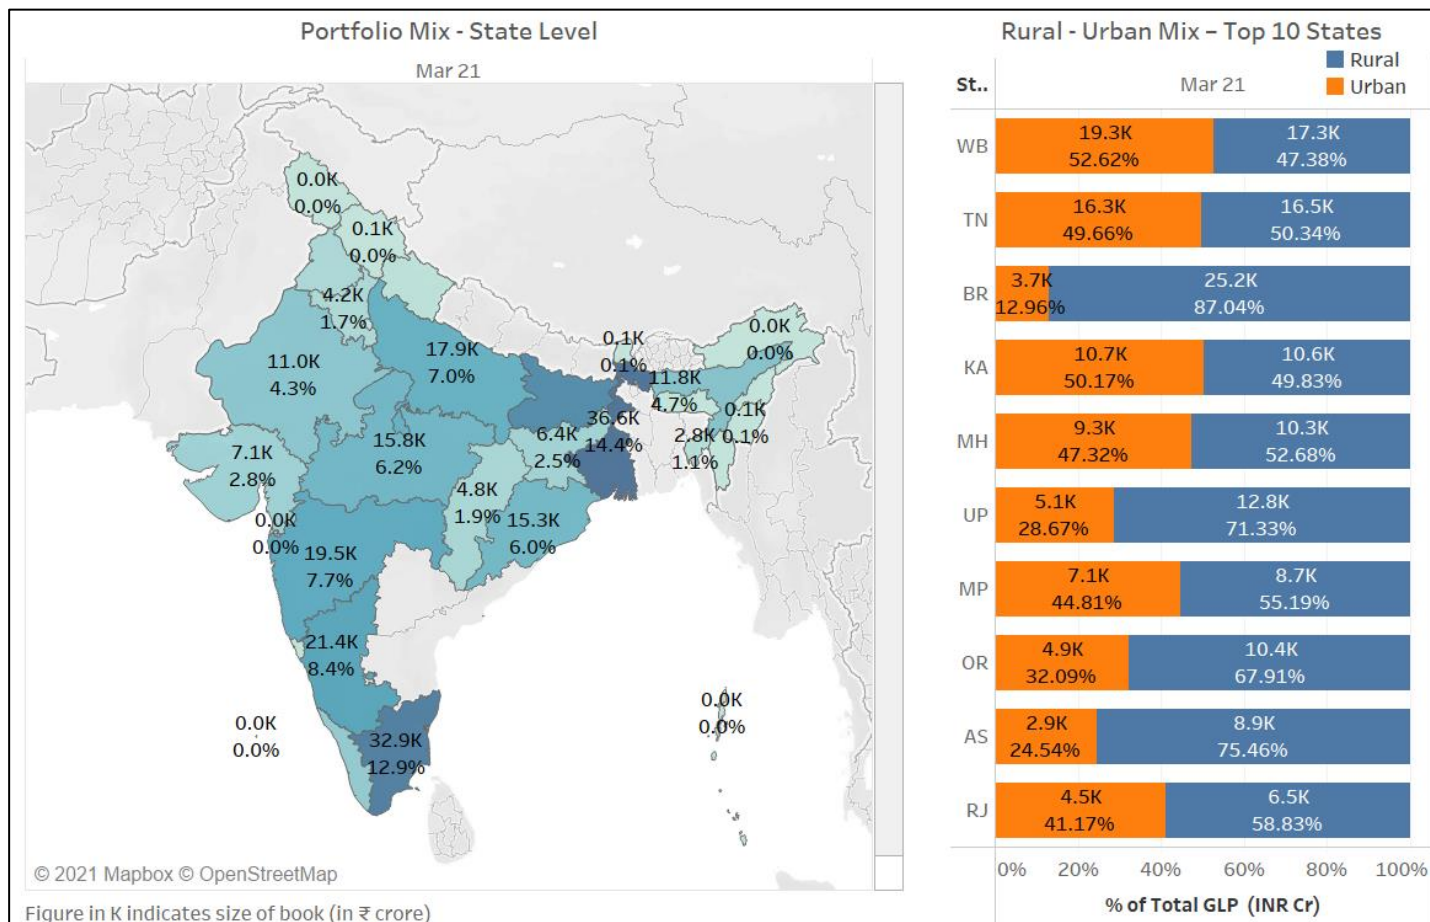 Portfolio Mix - State Level
Mar 21
0.0K
0.0%
0.1K
0.0%
4.2K
1.7%
11.0K
4.3%
17.9K
7.0%
0.1K
0.1%
0.0K
0.0%
11.8K
4.7%
0.1K
0.1%
2.8K
1.1%
36.6K
14.4%
6.4K
2.5%
7.1K
2.8%
15.8K
6.2%
4.8K
1.9%
15.3K
6.0%
0.0K
0.0%
19.5K
7.7%
21.4K
8.4%
0.0K
0.0%
32.9K
12.9%
0.0K
0.0%
© 2021 Mapbox © OpenStreetMap
Figure in K indicates size of book (in ₹ crore)
Rural - Urban Mix – Top 10 States
Rural
Urban
St.. Mar 21
WB 19.3K 17.3K
52.62% 47.38%
TN 16.3K 16.5K
49.66% 50.34%
BR 3.7K 25.2K
12.96% 87.04%
KA 10.7K 10.6K
50.17% 49.83%
MH 9.3K 10.3K
47.32% 52.68%
UP 5.1K 12.8K
28.67% 71.33%
MP 7.1K 8.7K
44.81% 55.19%
OR 4.9K 10.4K
32.09% 67.91%
AS 2.9K 8.9K
24.54% 75.46%
RJ 4.5K 6.5K
41.17% 58.83%
0% 20% 40% 60% 80% 100%
% of Total GLP (INR Cr)